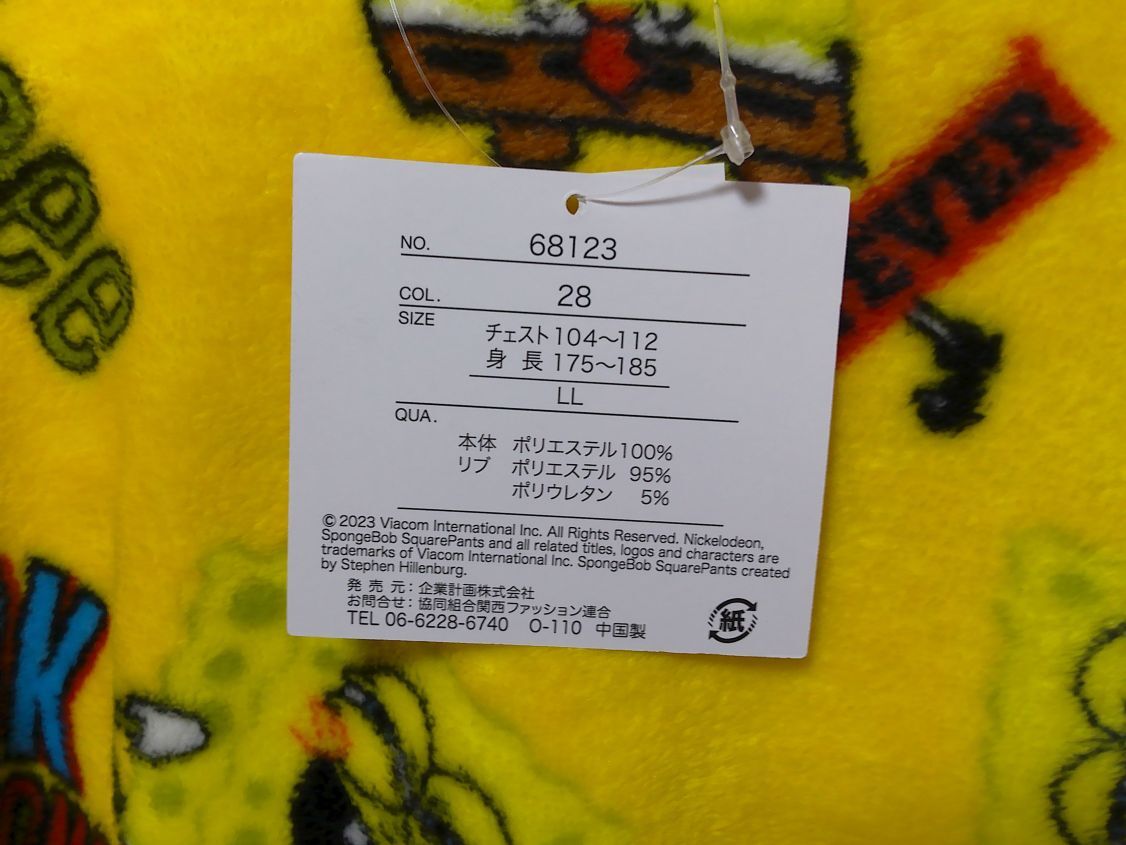 NO. 68123
COL. 28
SIZE
チェスト104～112
身 長 175～185
LL
QUA.
本体 ポリエステル100%
リブ ポリエステル 95%
ポリウレタン 5%
© 2023 Viacom International Inc. All Rights Reserved. Nickelodeon,
SpongeBob SquarePants and all related titles, logos and characters are
trademarks of Viacom International Inc. SpongeBob SquarePants created
by Stephen Hillenburg.
発 売 元：企業計画株式会社
お問合せ：協同組合関西ファッション連合
TEL 06-6228-6740 O-110 中国製
紙
EVER